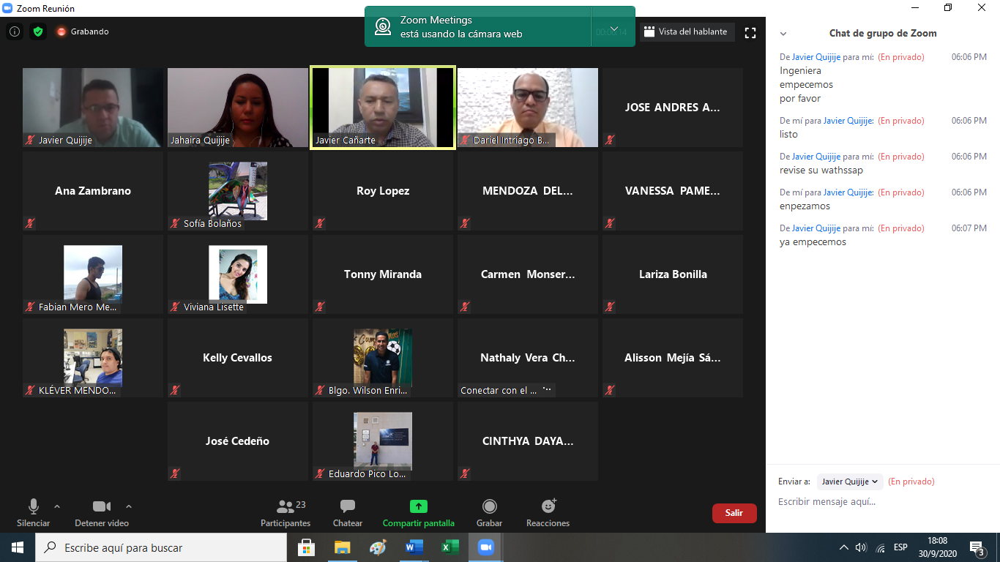 Zoom Reunión
Zoom Meetings
está usando la cámara web
Grabando
00:06:14
Vista del hablante
Javier Quijije
Jahaira Quijije
Javier Cañarte
Dariel Intriago B...
JOSE ANDRES A...
Ana Zambrano
Sofía Bolaños
Roy Lopez
MENDOZA DEL...
VANESSA PAME...
Fabian Mero Me...
Viviana Lisette
Tonny Miranda
Carmen Monser...
Lariza Bonilla
KLÉVER MENDO...
Kelly Cevallos
Blgo. Wilson Enri...
Nathaly Vera Ch...
Conectar con el ... ...
Alisson Mejía Sá...
José Cedeño
Eduardo Pico Lo...
CINTHYA DAYA...
Silenciar
Detener video
23
Participantes
Chatear
Compartir pantalla
Grabar
Reacciones
Salir
Chat de grupo de Zoom
De Javier Quijije para mí: (En privado) 06:06 PM
Ingeniera
empecemos
por favor
De mí para Javier Quijije: (En privado) 06:06 PM
listo
De Javier Quijije para mí: (En privado) 06:06 PM
revise su wathssap
De mí para Javier Quijije: (En privado) 06:06 PM
enpezamos
De Javier Quijije para mí: (En privado) 06:07 PM
ya empecemos
Enviar a: Javier Quijije (En privado)
Escribir mensaje aquí...
Escribe aquí para buscar
ESP
18:08
30/9/2020
3